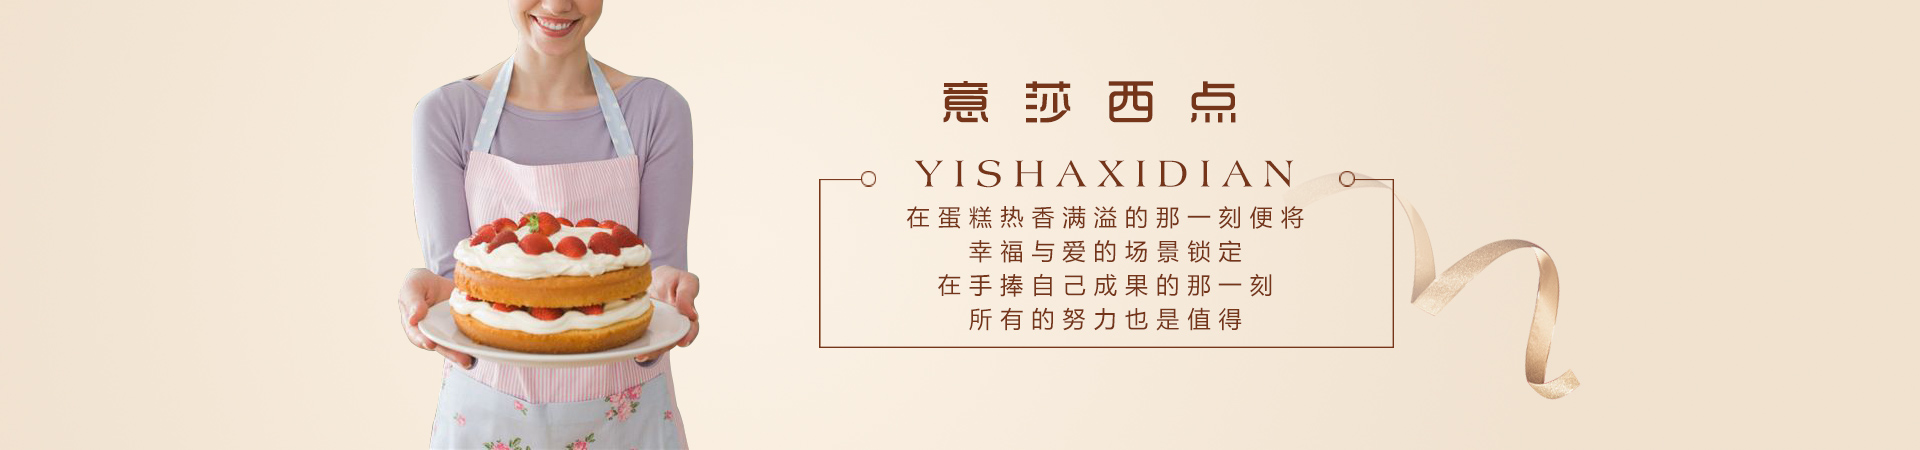 意莎西点
YISHAXIDIAN
在蛋糕热香满溢的那一刻便将
幸福与爱的场景锁定
在手捧自己成果的那一刻
所有的努力也是值得